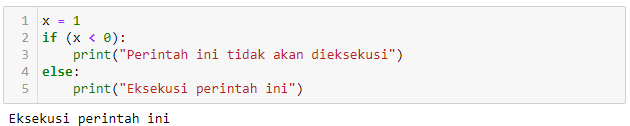 1 x = 1
2 if (x < 0):
3     print("Perintah ini tidak akan dieksekusi")
4 else:
5     print("Eksekusi perintah ini")
Eksekusi perintah ini